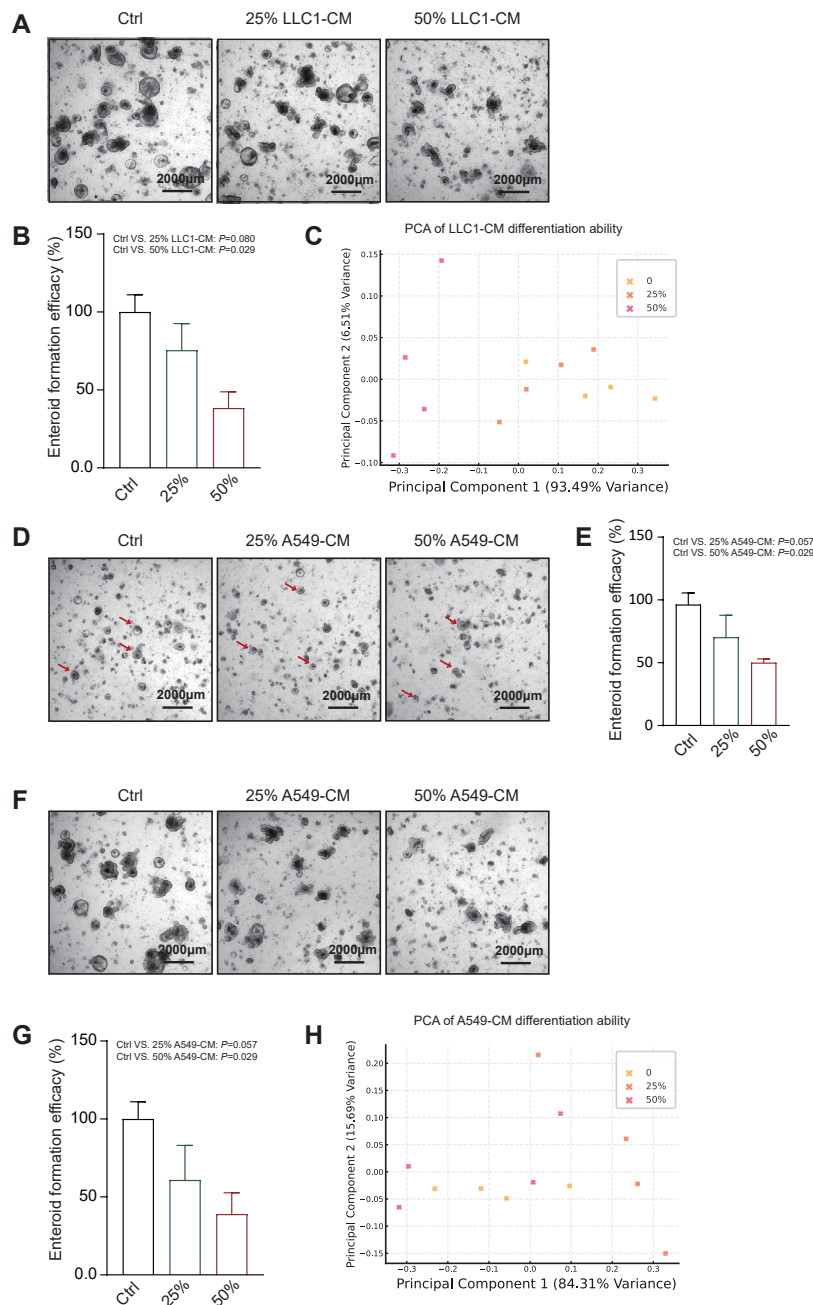 A
Ctrl 25% LLC1-CM 50% LLC1-CM
2000μm 2000μm 2000μm
B
Ctrl VS. 25% LLC1-CM: P=0.080
Ctrl VS. 50% LLC1-CM: P=0.029
Enteroid formation efficacy (%)
150
100
50
0.0
Ctrl 25% 50%
C
PCA of LLC1-CM differentiation ability
Principal Component 2 (6.51% Variance)
0.15
0.10
0.05
0.00
−0.05
−0.10
0
25%
50%
−0.3 −0.2 −0.1 0.0 0.1 0.2 0.3
Principal Component 1 (93.49% Variance)
D
Ctrl 25% A549-CM 50% A549-CM
2000μm 2000μm 2000μm
E
Ctrl VS. 25% A549-CM: P=0.057
Ctrl VS. 50% A549-CM: P=0.029
Enteroid formation efficacy (%)
150
100
50
0
Ctrl 25% 50%
F
Ctrl 25% A549-CM 50% A549-CM
2000μm 2000μm 2000μm
G
Ctrl VS. 25% A549-CM: P=0.057
Ctrl VS. 50% A549-CM: P=0.029
Enteroid formation efficacy (%)
150
100
50
0.0
Ctrl 25% 50%
H
PCA of A549-CM differentiation ability
Principal Component 2 (15.69% Variance)
0.20
0.15
0.10
0.05
0.00
−0.05
−0.10
−0.15
0
25%
50%
−0.3 −0.2 −0.1 0.0 0.1 0.2 0.3
Principal Component 1 (84.31% Variance)